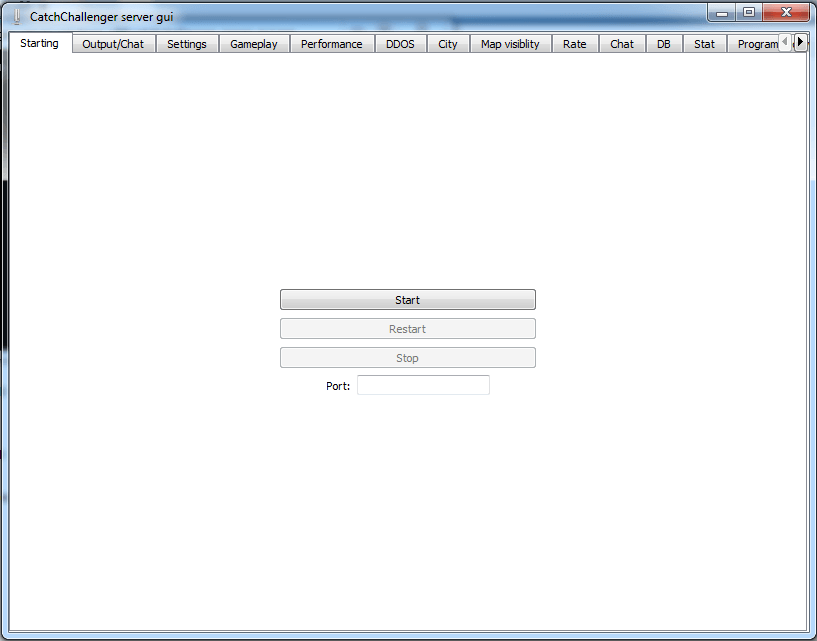 CatchChallenger server gui
Starting Output/Chat Settings Gameplay Performance DDOS City Map visiblity Rate Chat DB Stat Program
Start
Restart
Stop
Port: